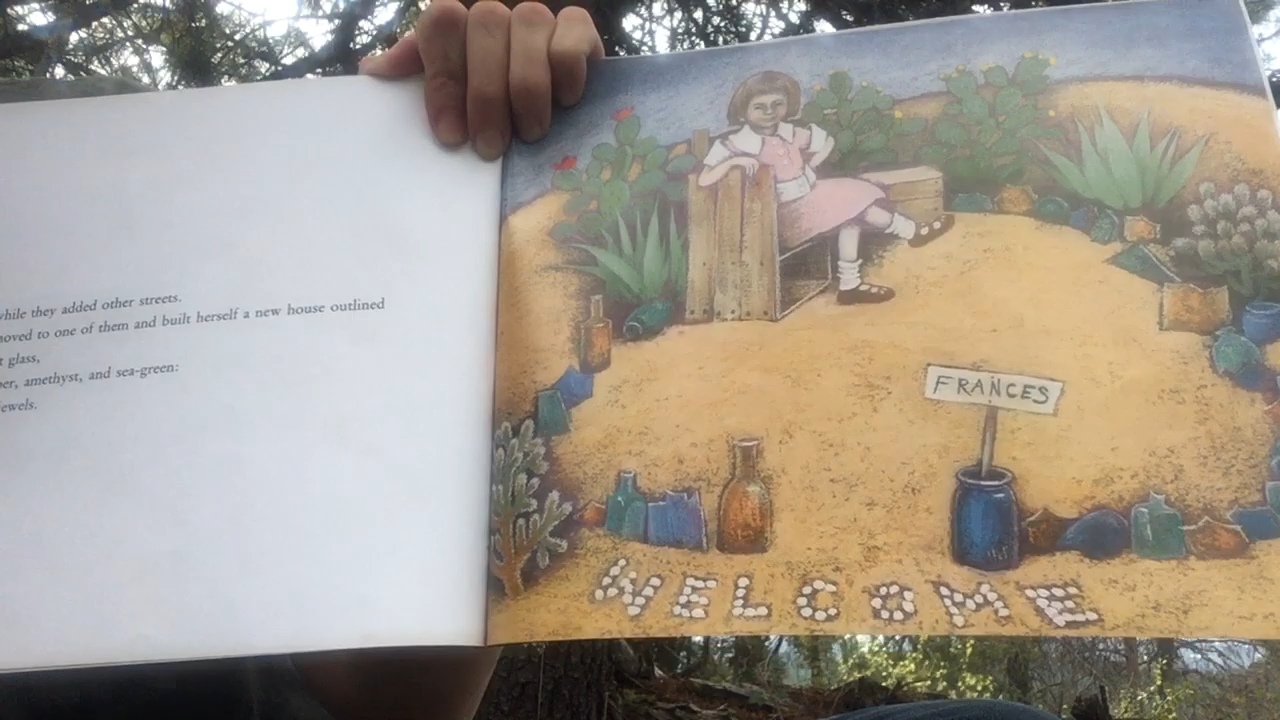 while they added other streets.
moved to one of them and built herself a new house outlined
glass,
amethyst, and sea-green:
jewels.
FRANCES
WELCOME